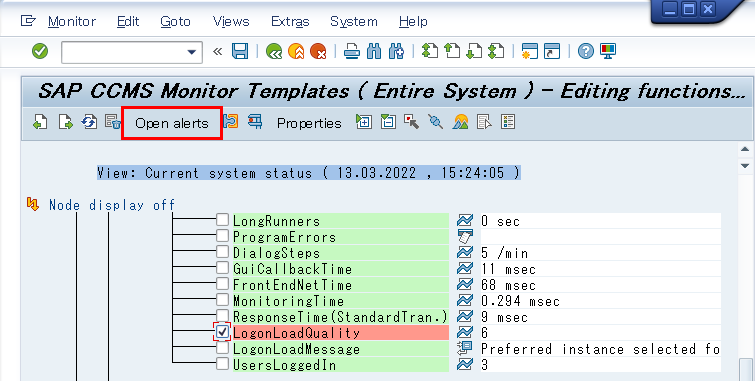 Monitor Edit Goto Views Extras System Help
«
SAP CCMS Monitor Templates ( Entire System ) - Editing functions...
Open alerts Properties
View: Current system status ( 13.03.2022 , 15:24:05 )
Node display off
LongRunners 0 sec
ProgramErrors
DialogSteps 5 /min
GuiCallbackTime 11 msec
FrontEndNetTime 68 msec
MonitoringTime 0.294 msec
ResponseTime(StandardTran.) 9 msec
LogonLoadQuality 6
LogonLoadMessage Preferred instance selected fo
UsersLoggedIn 3